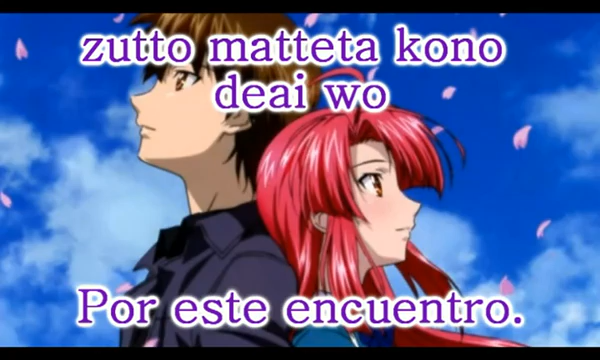 zutto matteta kono
deai wo
Por este encuentro.